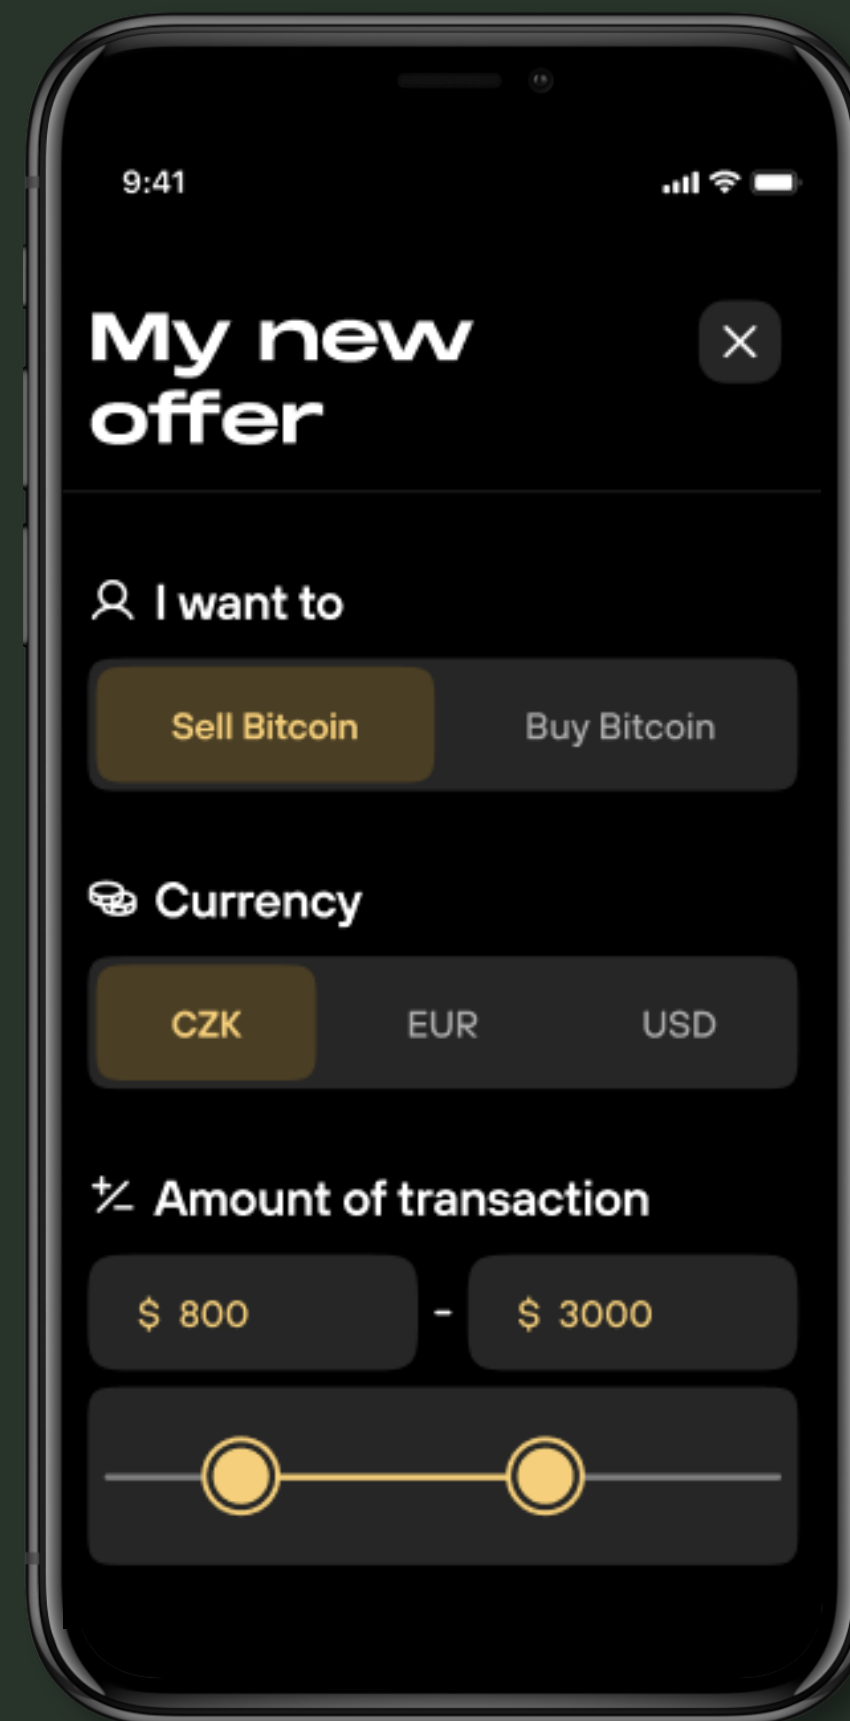 9:41
My new
offer
I want to
Sell Bitcoin Buy Bitcoin
Currency
CZK EUR USD
Amount of transaction
$ 800 - $ 3000